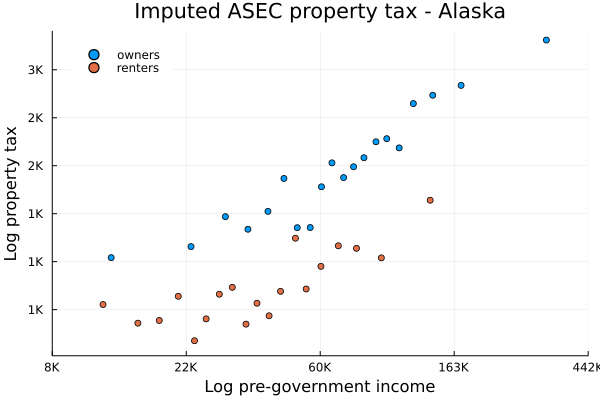 Imputed ASEC property tax - Alaska
owners
renters
Log property tax
3K
2K
2K
1K
1K
1K
8K
22K
60K
163K
442K
Log pre-government income